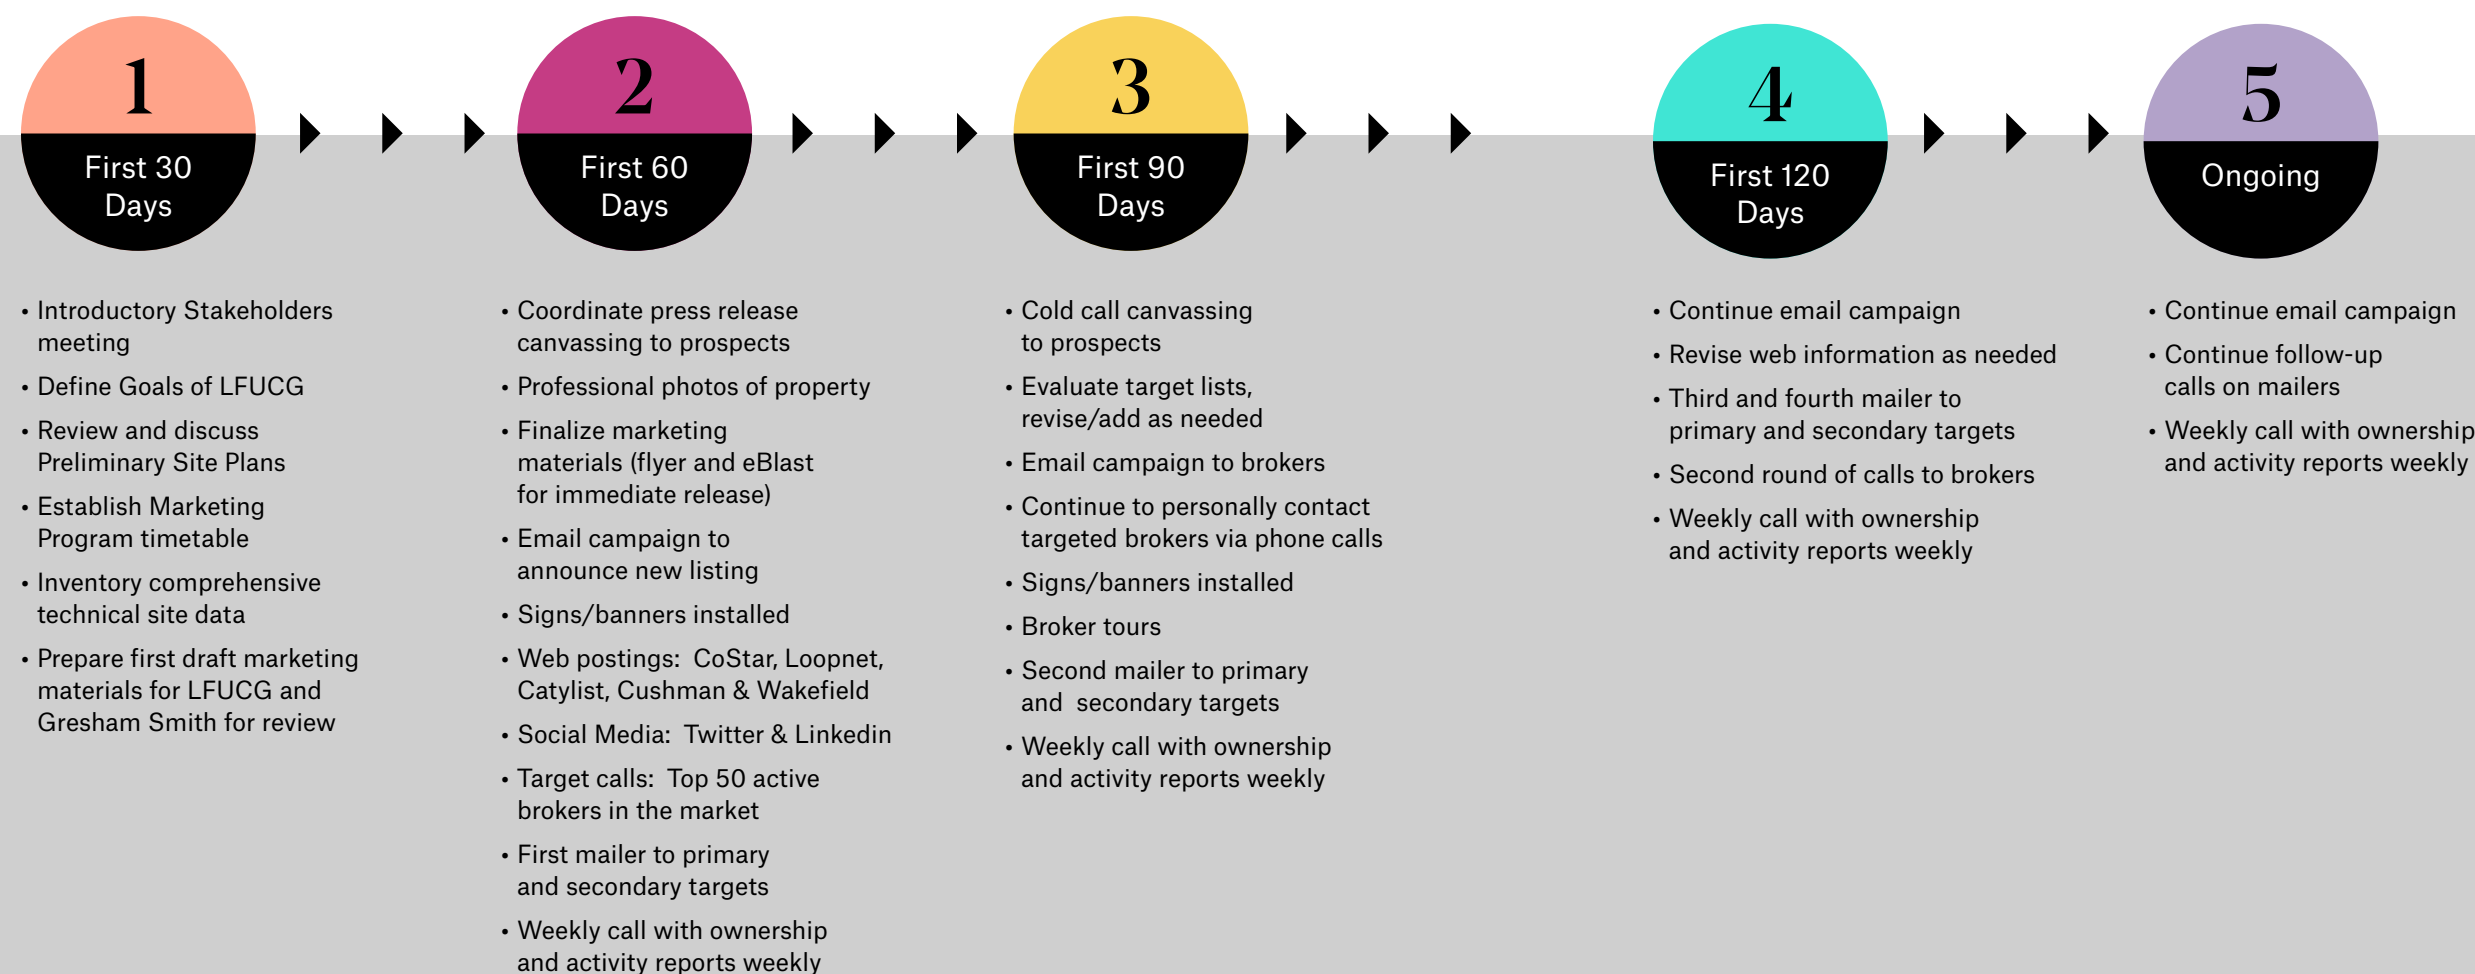 1
First 30
Days
• Introductory Stakeholders
meeting
• Define Goals of LFUCG
• Review and discuss
Preliminary Site Plans
• Establish Marketing
Program timetable
• Inventory comprehensive
technical site data
• Prepare first draft marketing
materials for LFUCG and
Gresham Smith for review
2
First 60
Days
• Coordinate press release
canvassing to prospects
• Professional photos of property
• Finalize marketing
materials (flyer and eBlast
for immediate release)
• Email campaign to
announce new listing
• Signs/banners installed
• Web postings:  CoStar, Loopnet,
Catylist, Cushman & Wakefield
• Social Media:  Twitter & Linkedin
• Target calls:  Top 50 active
brokers in the market
• First mailer to primary
and secondary targets
• Weekly call with ownership
and activity reports weekly
3
First 90
Days
• Cold call canvassing
to prospects
• Evaluate target lists,
revise/add as needed
• Email campaign to brokers
• Continue to personally contact
targeted brokers via phone calls
• Signs/banners installed
• Broker tours
• Second mailer to primary
and  secondary targets
• Weekly call with ownership
and activity reports weekly
4
First 120
Days
• Continue email campaign
• Revise web information as needed
• Third and fourth mailer to
primary and secondary targets
• Second round of calls to brokers
• Weekly call with ownership
and activity reports weekly
5
Ongoing
• Continue email campaign
• Continue follow-up
calls on mailers
• Weekly call with ownership
and activity reports weekly